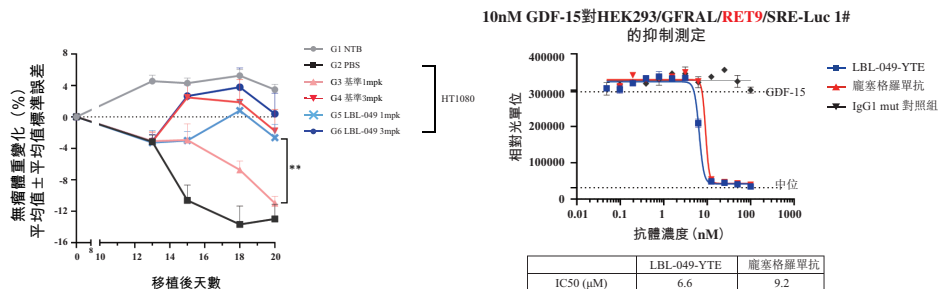 10nM GDF-15對HEK293/GFRAL/RET9/SRE-Luc 1#
的抑制測定
無瘤體重變化（%）
平均值 ± 平均值標準誤差
8
4
0
-4
-8
-12
-16
0
8
10
12
14
16
18
20
移植後天數
**
G1 NTB
G2 PBS
G3 基準1mpk
G4 基準3mpk
G5 LBL-049 1mpk
G6 LBL-049 3mpk
HT1080
相對光單位
400000
300000
200000
100000
0
0.01
0.1
1
10
100
1000
抗體濃度（nM）
GDF-15
中位
LBL-049-YTE
龐塞格羅單抗
IgG1 mut 對照組
LBL-049-YTE 龐塞格羅單抗
IC50 (μM) 6.6 9.2